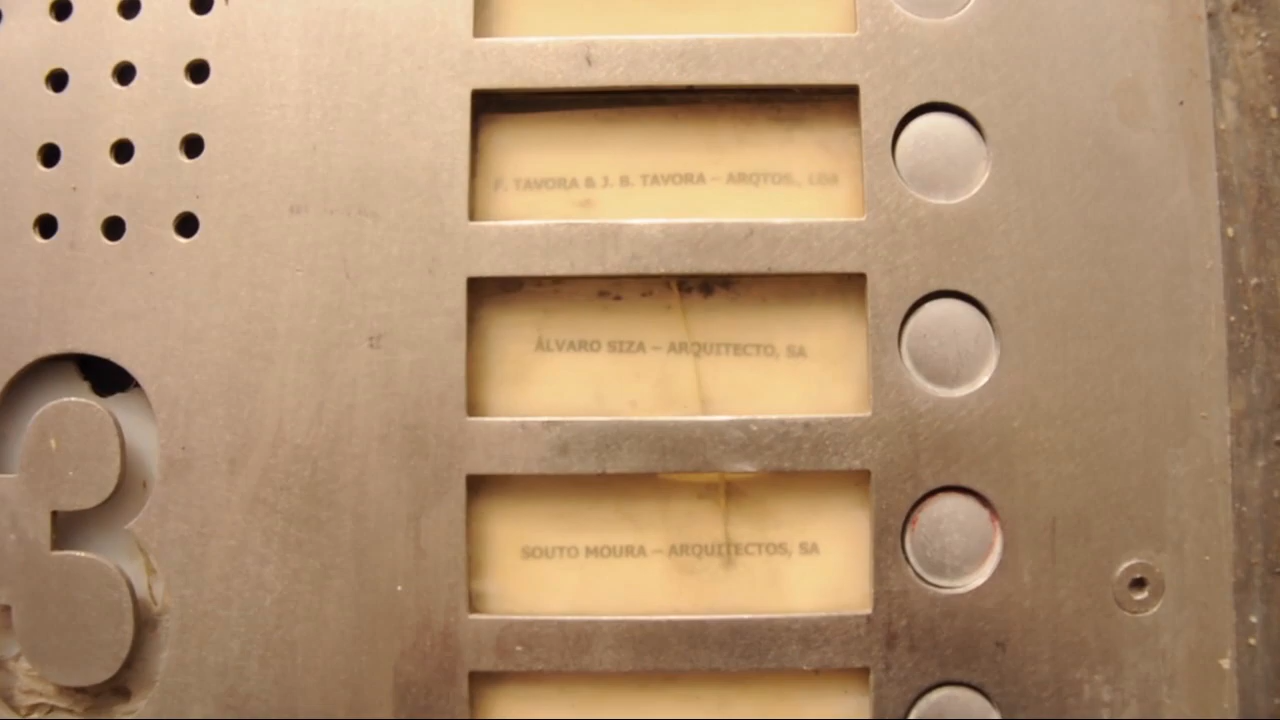 F. TAVORA & J. B. TAVORA – ARQTOS., LDA
ÁLVARO SIZA – ARQUITECTO, SA
SOUTO MOURA – ARQUITECTOS, SA
3